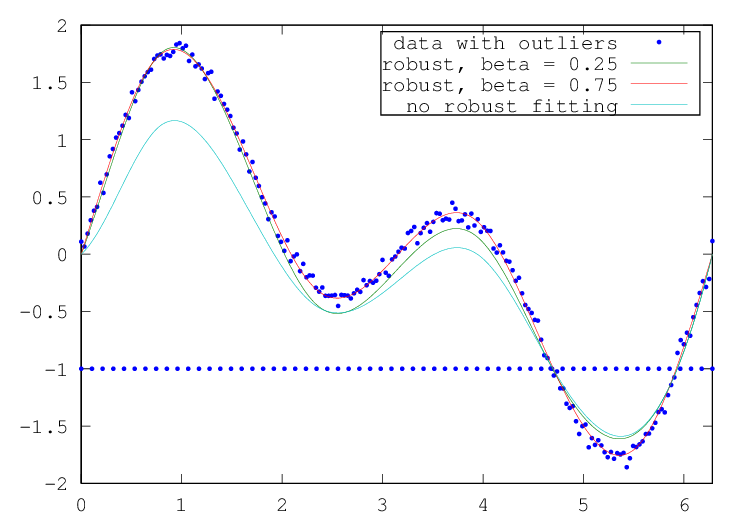 2
1.5
1
0.5
0
-0.5
-1
-1.5
-2
data with outliers
robust, beta = 0.25
robust, beta = 0.75
no robust fitting
0 1 2 3 4 5 6